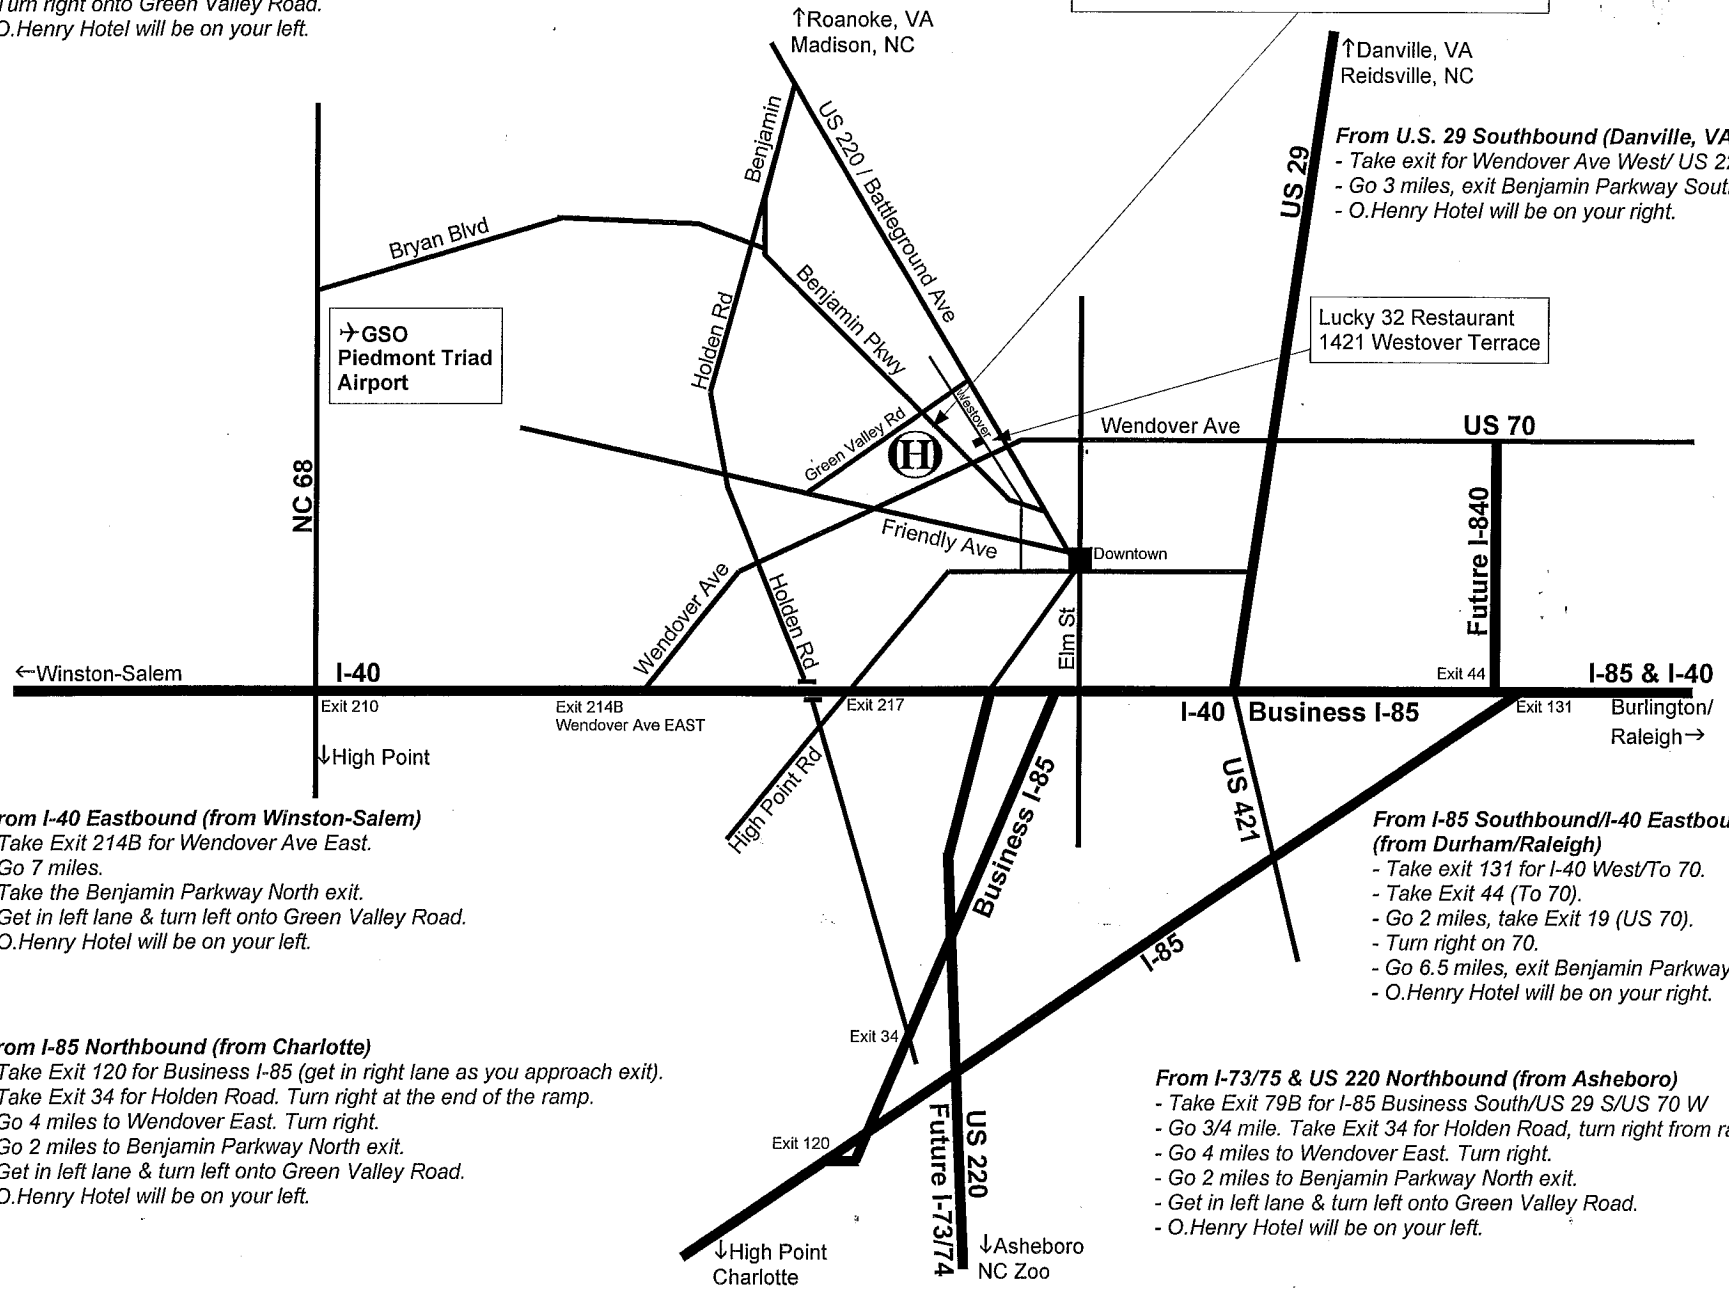 Turn right onto Green Valley Road.
O.Henry Hotel will be on your left.
↑Roanoke, VA
Madison, NC
↑Danville, VA
Reidsville, NC
From U.S. 29 Southbound (Danville, VA
- Take exit for Wendover Ave West/ US 2
- Go 3 miles, exit Benjamin Parkway Sout
- O.Henry Hotel will be on your right.
Benjamin
US 220 / Battleground Ave
US 29
Bryan Blvd
Benjamin Pkwy
Holden Rd
✈GSO
Piedmont Triad
Airport
Lucky 32 Restaurant
1421 Westover Terrace
Westover
Green Valley Rd
H
Wendover Ave
US 70
NC 68
Friendly Ave
Downtown
Future I-840
Wendover Ave
Holden Rd
Elm St
←Winston-Salem
I-40
Exit 44
I-85 & I-40
Exit 210
Exit 214B
Wendover Ave EAST
Exit 217
I-40
Business I-85
Exit 131
Burlington/
Raleigh→
↓High Point
High Point Rd
Business I-85
US 421
rom I-40 Eastbound (from Winston-Salem)
Take Exit 214B for Wendover Ave East.
Go 7 miles.
Take the Benjamin Parkway North exit.
Get in left lane & turn left onto Green Valley Road.
O.Henry Hotel will be on your left.
From I-85 Southbound/I-40 Eastbou
(from Durham/Raleigh)
- Take exit 131 for I-40 West/To 70.
- Take Exit 44 (To 70).
- Go 2 miles, take Exit 19 (US 70).
- Turn right on 70.
- Go 6.5 miles, exit Benjamin Parkway
- O.Henry Hotel will be on your right.
I-85
Exit 34
rom I-85 Northbound (from Charlotte)
Take Exit 120 for Business I-85 (get in right lane as you approach exit).
Take Exit 34 for Holden Road. Turn right at the end of the ramp.
Go 4 miles to Wendover East. Turn right.
Go 2 miles to Benjamin Parkway North exit.
Get in left lane & turn left onto Green Valley Road.
O.Henry Hotel will be on your left.
Exit 120
US 220
Future I-73/74
From I-73/75 & US 220 Northbound (from Asheboro)
- Take Exit 79B for I-85 Business South/US 29 S/US 70 W
- Go 3/4 mile. Take Exit 34 for Holden Road, turn right from ra
- Go 4 miles to Wendover East. Turn right.
- Go 2 miles to Benjamin Parkway North exit.
- Get in left lane & turn left onto Green Valley Road.
- O.Henry Hotel will be on your left.
↓High Point
Charlotte
↓Asheboro
NC Zoo